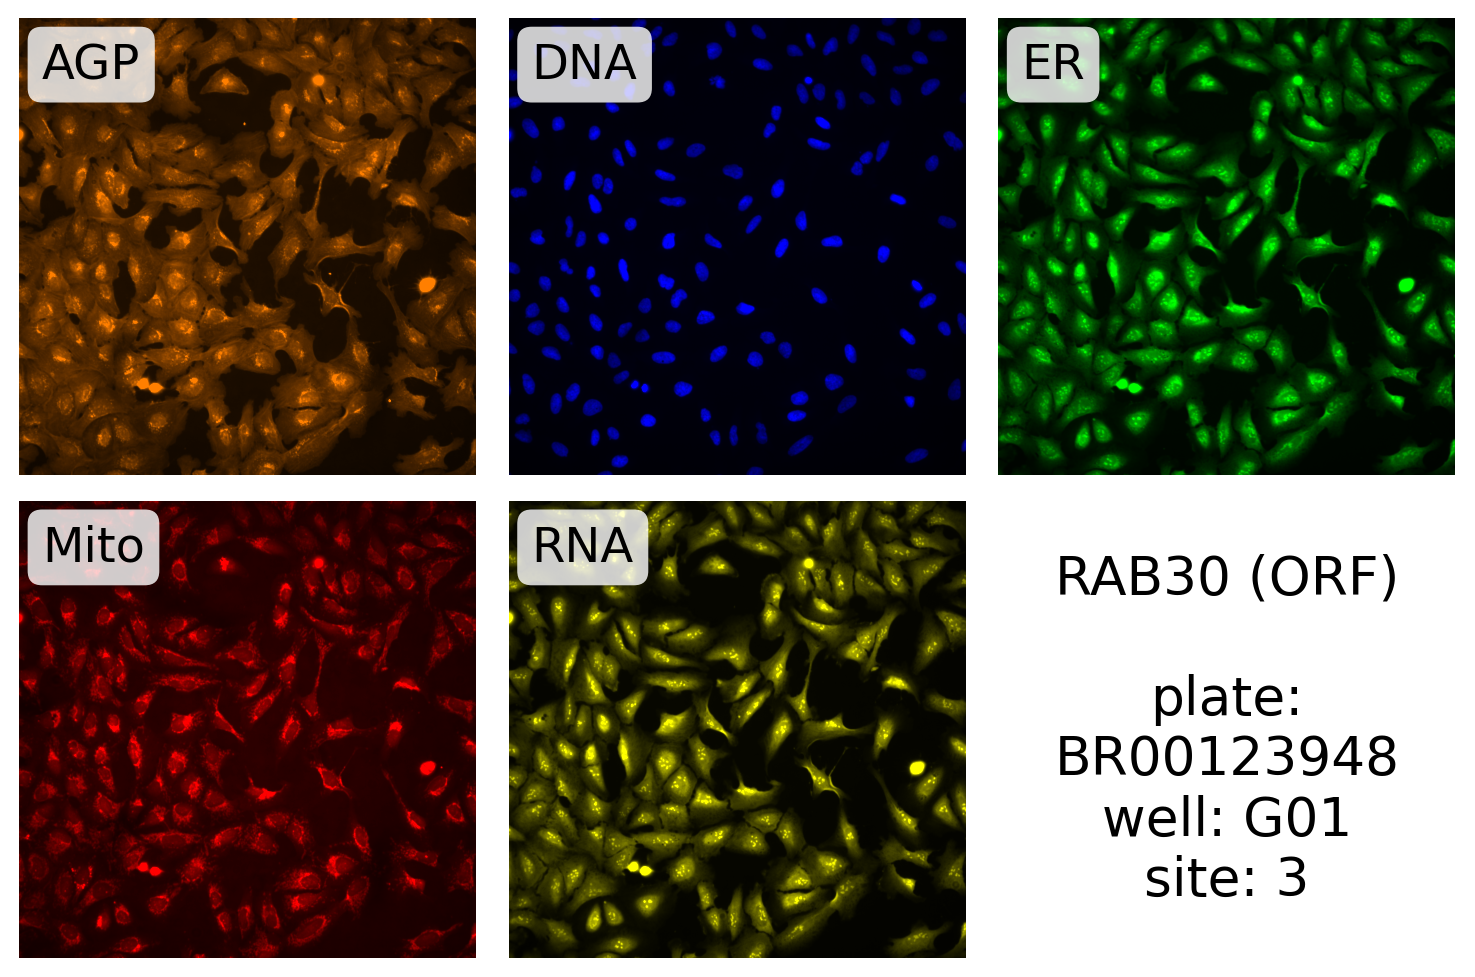 AGP
DNA
ER
Mito
RNA
RAB30 (ORF)
plate:
BR00123948
well: G01
site: 3